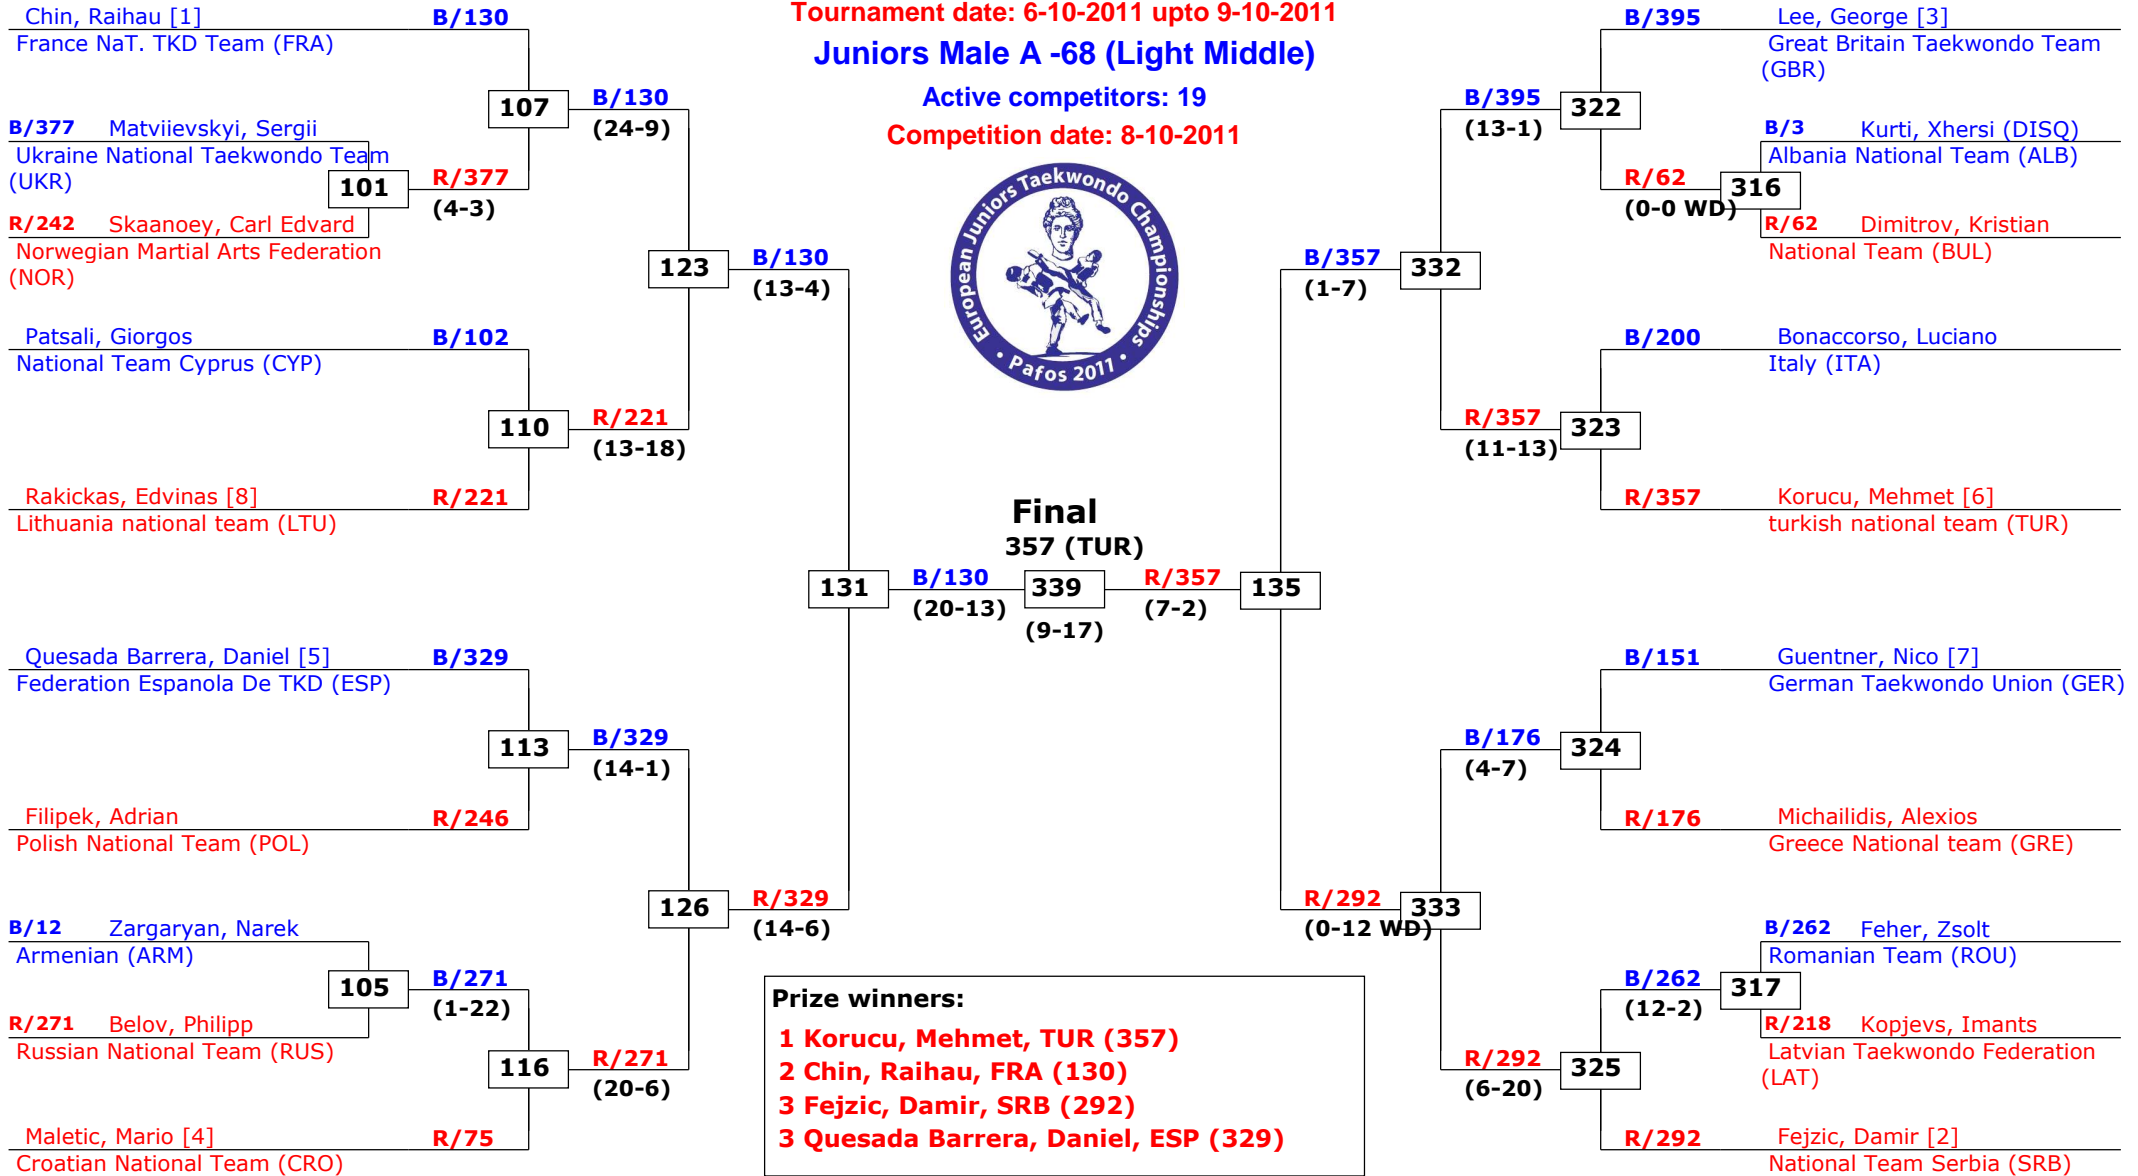 Tournament date: 6-10-2011 upto 9-10-2011
Juniors Male A -68 (Light Middle)
Active competitors: 19
Competition date: 8-10-2011
European Juniors Taekwondo Championships
• Pafos 2011 •
Chin, Raihau [1] B/130
France NaT. TKD Team (FRA)
107 B/130
(24-9)
B/377 Matviievskyi, Sergii
Ukraine National Taekwondo Team
(UKR)
101 R/377
(4-3)
R/242 Skaanoey, Carl Edvard
Norwegian Martial Arts Federation
(NOR)
123 B/130
(13-4)
Patsali, Giorgos B/102
National Team Cyprus (CYP)
110 R/221
(13-18)
Rakickas, Edvinas [8] R/221
Lithuania national team (LTU)
131 B/130
(20-13)
Quesada Barrera, Daniel [5] B/329
Federation Espanola De TKD (ESP)
113 B/329
(14-1)
Filipek, Adrian R/246
Polish National Team (POL)
126 R/329
(14-6)
B/12 Zargaryan, Narek
Armenian (ARM)
105 B/271
(1-22)
R/271 Belov, Philipp
Russian National Team (RUS)
116 R/271
(20-6)
Maletic, Mario [4] R/75
Croatian National Team (CRO)
Final
357 (TUR)
339
(9-17)
R/357 135
(7-2)
B/395 Lee, George [3]
Great Britain Taekwondo Team
(GBR)
B/395 322
(13-1)
B/3 Kurti, Xhersi (DISQ)
Albania National Team (ALB)
R/62 316
(0-0 WD)
R/62 Dimitrov, Kristian
National Team (BUL)
B/357 332
(1-7)
B/200 Bonaccorso, Luciano
Italy (ITA)
R/357 323
(11-13)
R/357 Korucu, Mehmet [6]
turkish national team (TUR)
B/151 Guentner, Nico [7]
German Taekwondo Union (GER)
B/176 324
(4-7)
R/176 Michailidis, Alexios
Greece National team (GRE)
R/292 333
(0-12 WD)
B/262 Feher, Zsolt
Romanian Team (ROU)
B/262 317
(12-2)
R/218 Kopjevs, Imants
Latvian Taekwondo Federation
(LAT)
R/292 325
(6-20)
R/292 Fejzic, Damir [2]
National Team Serbia (SRB)
Prize winners:
1 Korucu, Mehmet, TUR (357)
2 Chin, Raihau, FRA (130)
3 Fejzic, Damir, SRB (292)
3 Quesada Barrera, Daniel, ESP (329)